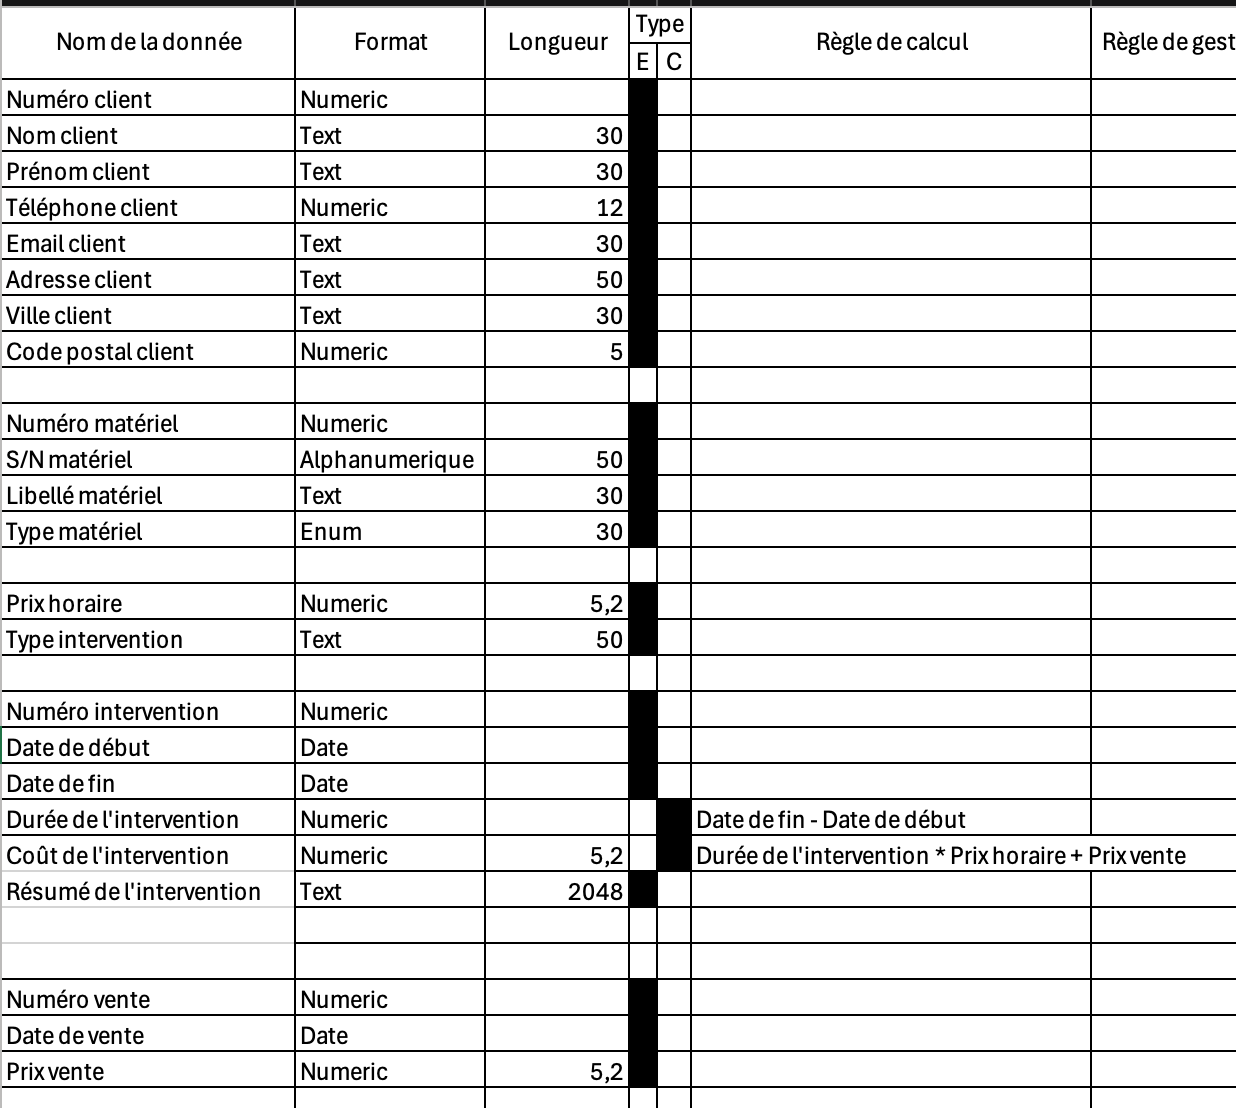 Nom de la donnée Format Longueur Type Règle de calcul Règle de gest
E C
Numéro client Numeric
Nom client Text 30
Prénom client Text 30
Téléphone client Numeric 12
Email client Text 30
Adresse client Text 50
Ville client Text 30
Code postal client Numeric 5
Numéro matériel Numeric
S/N matériel Alphanumerique 50
Libellé matériel Text 30
Type matériel Enum 30
Prix horaire Numeric 5,2
Type intervention Text 50
Numéro intervention Numeric
Date de début Date
Date de fin Date
Durée de l'intervention Numeric Date de fin - Date de début
Coût de l'intervention Numeric 5,2 Durée de l'intervention * Prix horaire + Prix vente
Résumé de l'intervention Text 2048
Numéro vente Numeric
Date de vente Date
Prix vente Numeric 5,2